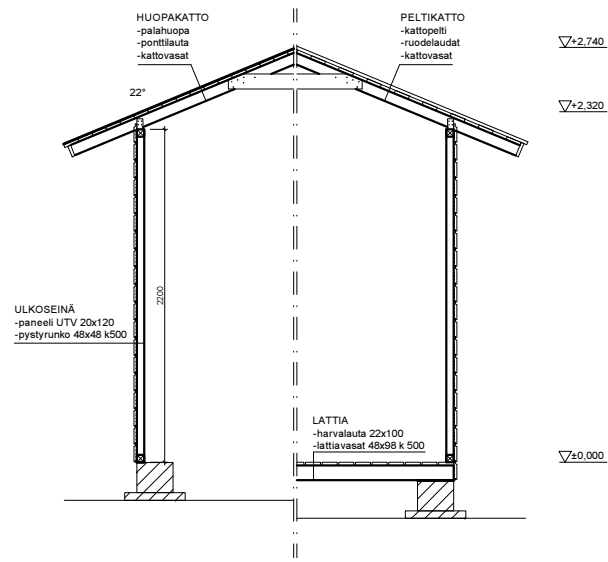 HUOPAKATTO
-palahuopa
-ponttilauta
-kattovasat
PELTIKATTO
-kattopelti
-ruodelaudat
-kattovasat
+2,740
22°
+2,320
2200
ULKOSEINÄ
-paneeli UTV 20x120
-pystyrunko 48x48 k500
LATTIA
-harvalauta 22x100
-lattiavasat 48x98 k 500
±0,000